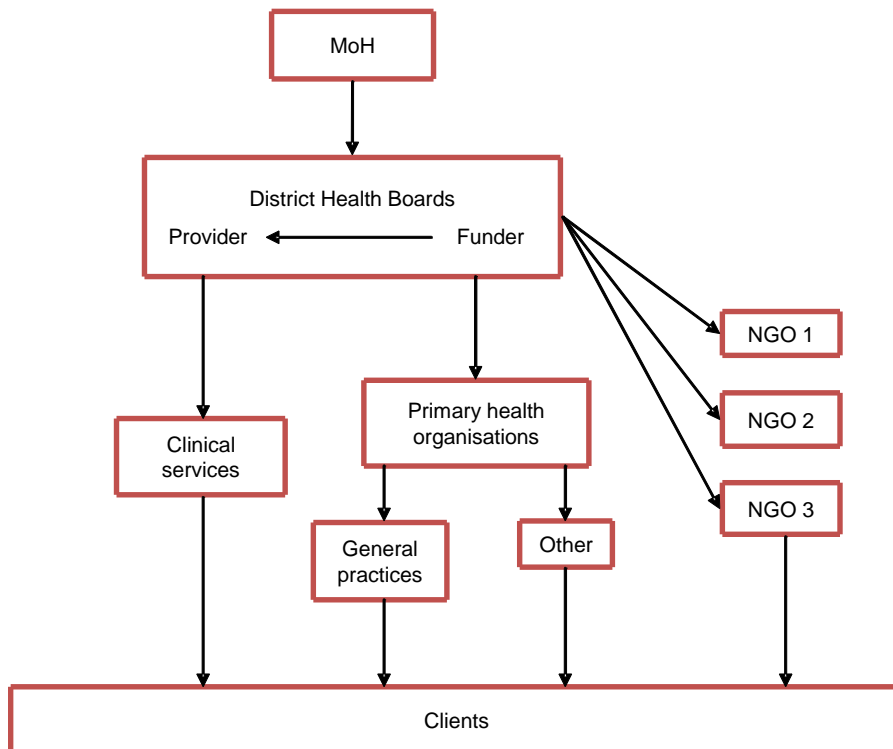 MoH
District Health Boards
Provider Funder
NGO 1
Primary health
organisations
NGO 2
Clinical
services
NGO 3
General
practices
Other
Clients